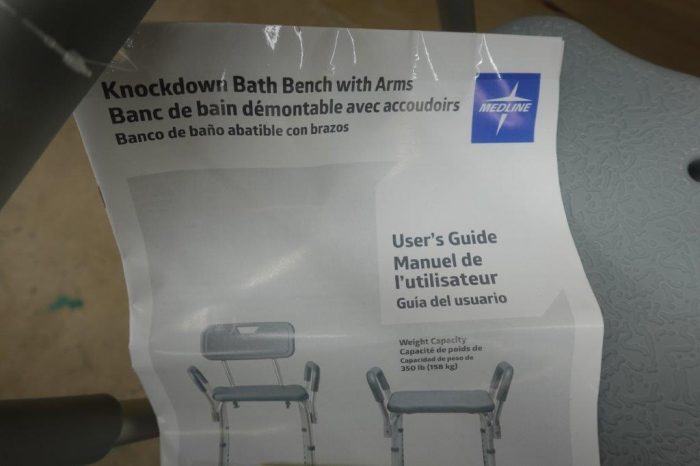 Knockdown Bath Bench with Arms
Banc de bain démontable avec accoudoirs
Banco de baño abatible con brazos
MEDLINE
User's Guide
Manuel de
l'utilisateur
Guía del usuario
Weight Capacity
Capacité de poids de
Capacidad de peso de
350 lb (158 kg)